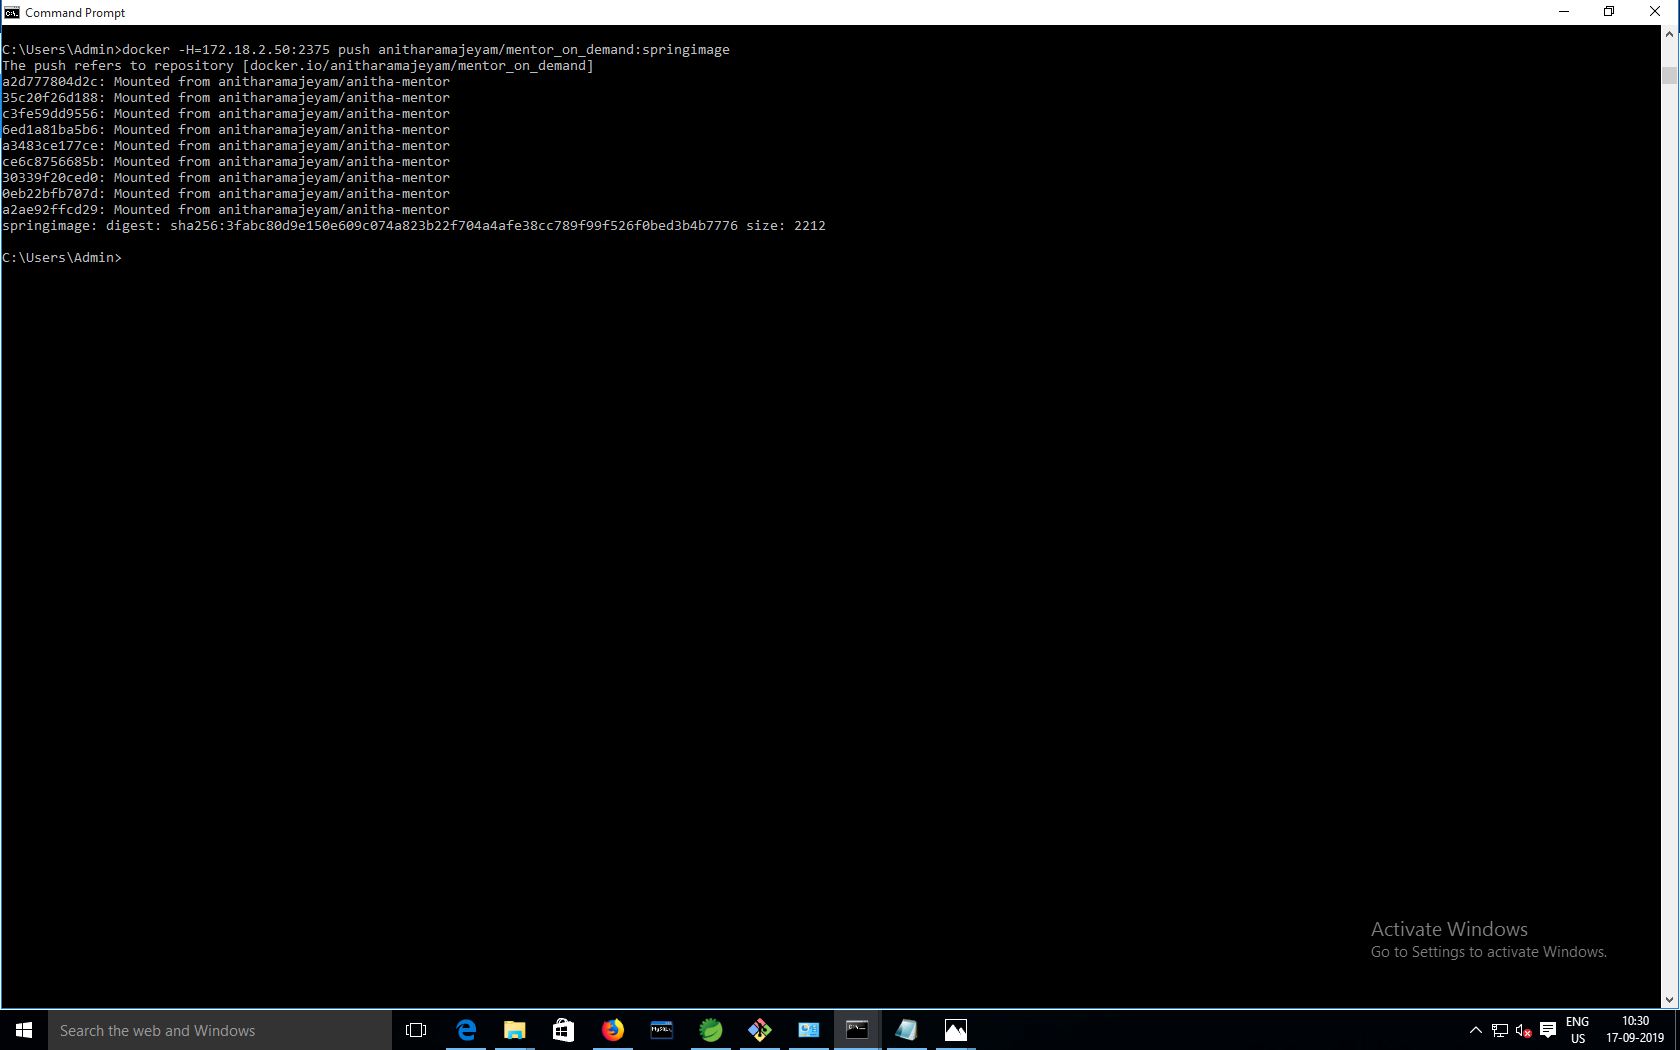 Command Prompt
C:\Users\Admin>docker -H=172.18.2.50:2375 push anitharamajeyam/mentor_on_demand:springimage
The push refers to repository [docker.io/anitharamajeyam/mentor_on_demand]
a2d777804d2c: Mounted from anitharamajeyam/anitha-mentor
35c20f26d188: Mounted from anitharamajeyam/anitha-mentor
c3fe59dd9556: Mounted from anitharamajeyam/anitha-mentor
6ed1a81ba5b6: Mounted from anitharamajeyam/anitha-mentor
a3483ce177ce: Mounted from anitharamajeyam/anitha-mentor
ce6c8756685b: Mounted from anitharamajeyam/anitha-mentor
30339f20ced0: Mounted from anitharamajeyam/anitha-mentor
0eb22bfb707d: Mounted from anitharamajeyam/anitha-mentor
a2ae92ffcd29: Mounted from anitharamajeyam/anitha-mentor
springimage: digest: sha256:3fabc80d9e150e609c074a823b22f704a4afe38cc789f99f526f0bed3b4b7776 size: 2212
C:\Users\Admin>
Activate Windows
Go to Settings to activate Windows.
Search the web and Windows
ENG
US
10:30
17-09-2019